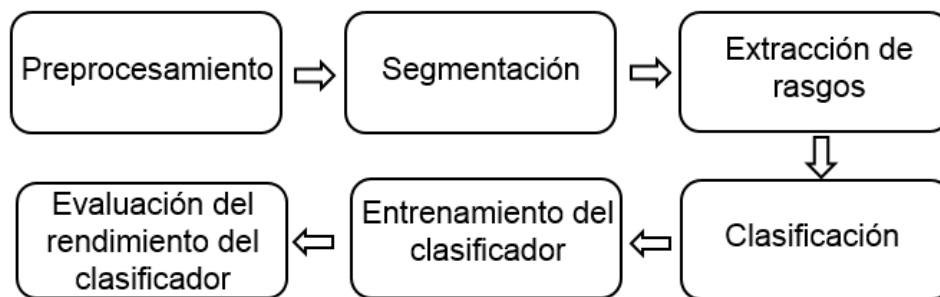 Preprocesamiento
Segmentación
Extracción de
rasgos
Clasificación
Entrenamiento del
clasificador
Evaluación del
rendimiento del
clasificador